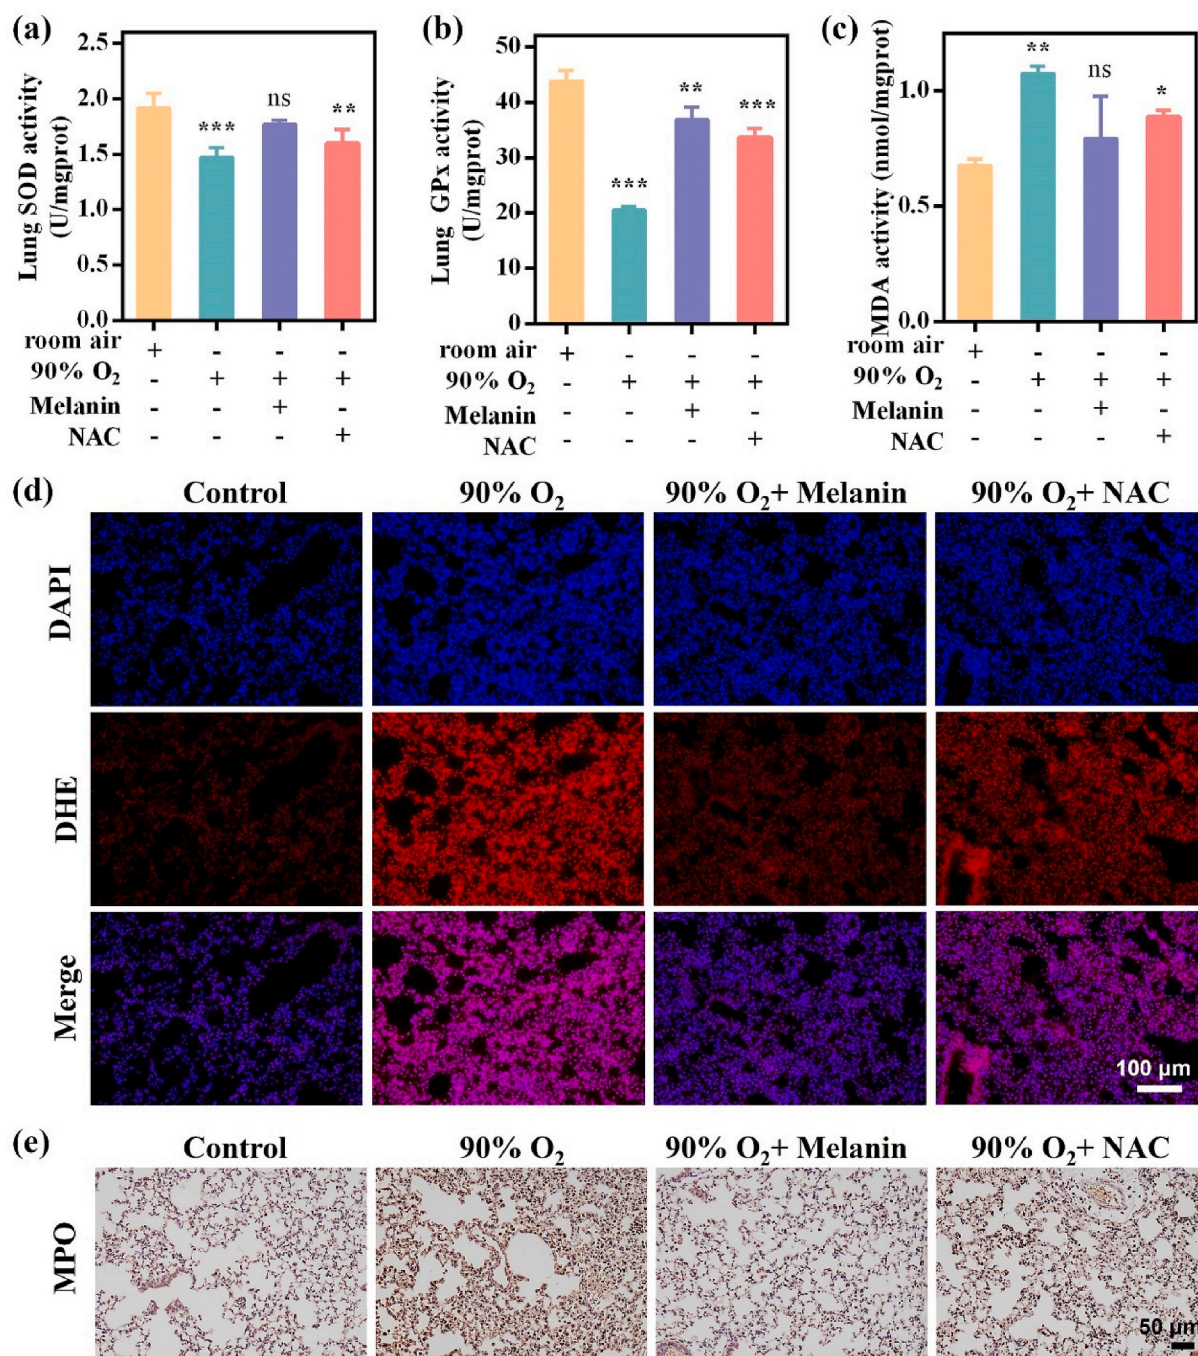 (a)
Lung SOD activity
(U/mgprot)
2.5
2.0
1.5
1.0
0.5
0.0
***
ns
**
room air + - - -
90% O₂ - + + +
Melanin - - + -
NAC - - - +
(b)
Lung GPx activity
(U/mgprot)
50
40
30
20
10
0
***
**
***
room air + - - -
90% O₂ - + + +
Melanin - - + -
NAC - - - +
(c)
MDA activity (nmol/mgprot)
1.0
0.5
0.0
**
ns
*
room air + - - -
90% O₂ - + + +
Melanin - - + -
NAC - - - +
(d)
Control 90% O₂ 90% O₂+ Melanin 90% O₂+ NAC
DAPI
DHE
Merge
100 μm
(e)
Control 90% O₂ 90% O₂+ Melanin 90% O₂+ NAC
MPO
50 μm